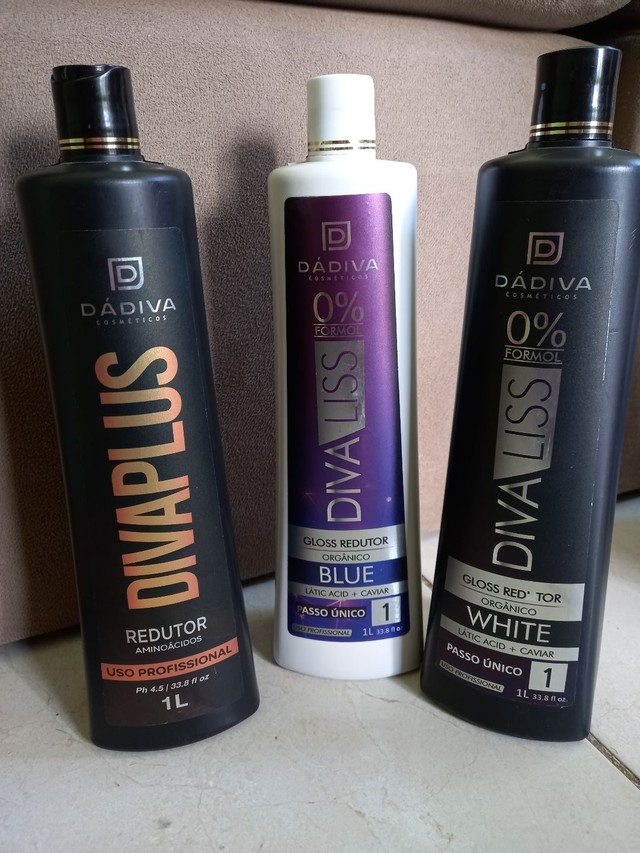 DÁDIVA
COSMÉTICOS
DIVAPLUS
REDUTOR
AMINOÁCIDOS
USO PROFISSIONAL
Ph 4.5 | 33.8 fl oz
1L
DÁDIVA
COSMÉTICOS
0%
FORMOL
DIVA LISS
GLOSS REDUTOR
ORGÂNICO
BLUE
LÁTIC ACID + CAVIAR
PASSO ÚNICO 1
USO PROFISSIONAL 1L 33.8 fl oz.
DÁDIVA
COSMÉTICOS
0%
FORMOL
DIVA LISS
GLOSS RED TOR
ORGÂNICO
WHITE
LÁTIC ACID + CAVIAR
PASSO ÚNICO 1
USO PROFISSIONAL 1L 33.8 fl oz.